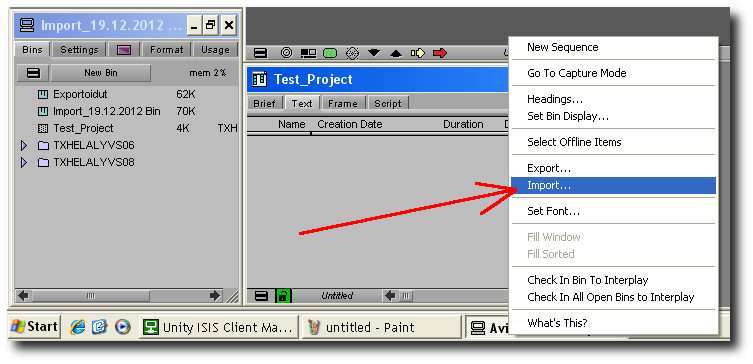 Import_19.12.2012 ...
Bins Settings Format Usage
New Bin mem 2%
Exportoidut 62K
Import_19.12.2012 Bin 70K
Test_Project 4K TXH
TXHELALYVS06
TXHELALYVS08
Test_Project
Brief Text Frame Script
Name Creation Date Duration
Untitled
New Sequence
Go To Capture Mode
Headings...
Set Bin Display...
Select Offline Items
Export...
Import...
Set Font...
Fill Window
Fill Sorted
Check In Bin To Interplay
Check In All Open Bins to Interplay
What's This?
Start Unity ISIS Client Ma... untitled - Paint Avi